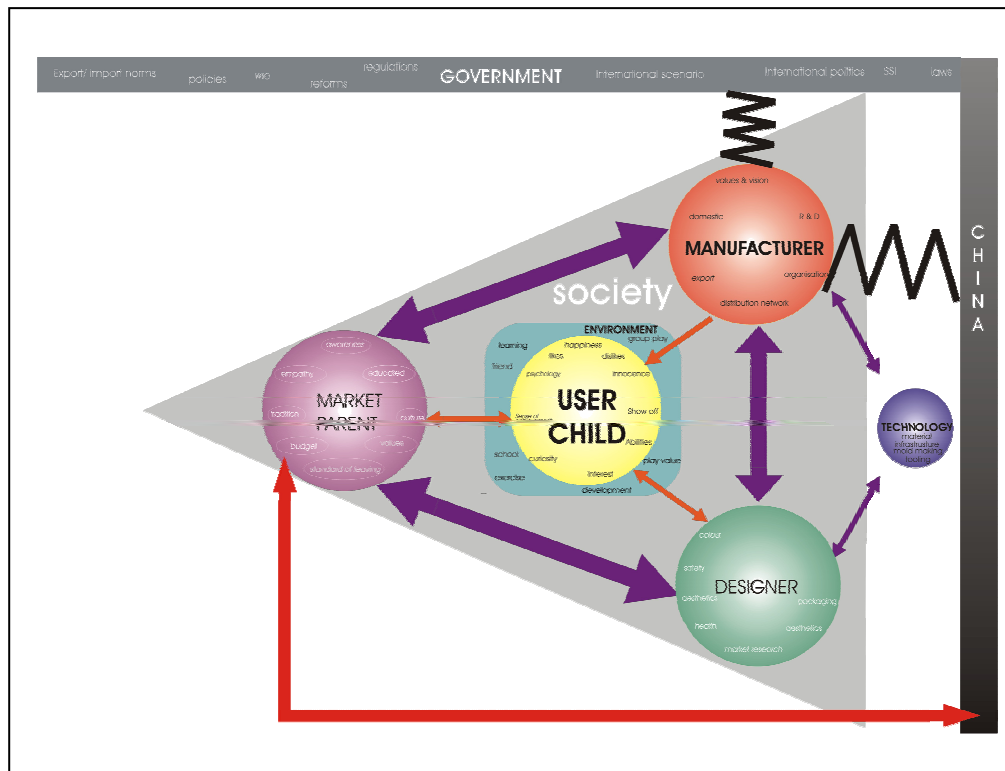 Export/ import norms
policies
wto
reforms
regulations
GOVERNMENT
International scenario
International politics
SSI
laws
CHINA
values & vision
domestic
R & D
MANUFACTURER
export
organisation
distribution network
society
ENVIRONMENT
group play
learning
friend
school
exercise
play value
development
happiness
likes
dislikes
psychology
innocence
USER
CHILD
Show off
Abilities
curiosity
interest
awareness
empathy
educated
MARKET
PARENT
tradition
culture
budget
values
standard of leaving
TECHNOLOGY
material
infrastrusture
mold making
tooling
colour
safety
DESIGNER
aesthetics
packaging
health
aesthetics
market research